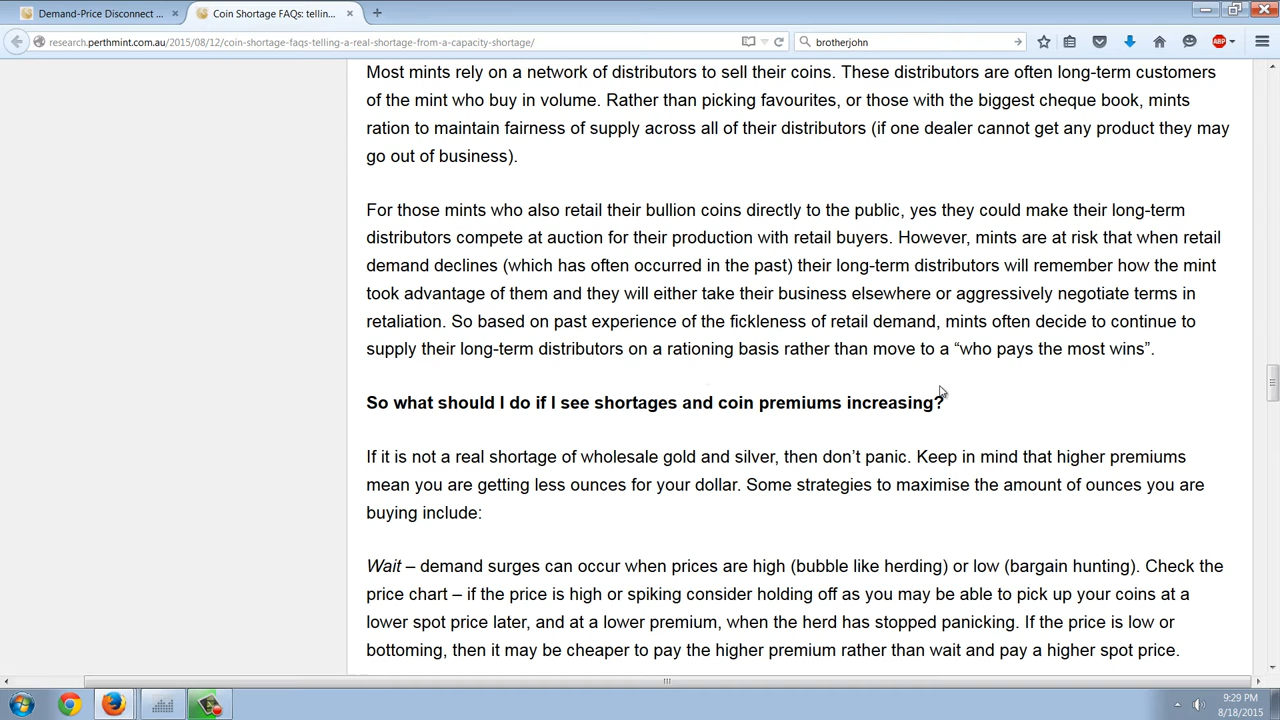 Demand-Price Disconnect ...
Coin Shortage FAQs: tellin...
research.perthmint.com.au/2015/08/12/coin-shortage-faqs-telling-a-real-shortage-from-a-capacity-shortage/
brotherjohn
ABP
Most mints rely on a network of distributors to sell their coins. These distributors are often long-term customers
of the mint who buy in volume. Rather than picking favourites, or those with the biggest cheque book, mints
ration to maintain fairness of supply across all of their distributors (if one dealer cannot get any product they may
go out of business).
For those mints who also retail their bullion coins directly to the public, yes they could make their long-term
distributors compete at auction for their production with retail buyers. However, mints are at risk that when retail
demand declines (which has often occurred in the past) their long-term distributors will remember how the mint
took advantage of them and they will either take their business elsewhere or aggressively negotiate terms in
retaliation. So based on past experience of the fickleness of retail demand, mints often decide to continue to
supply their long-term distributors on a rationing basis rather than move to a “who pays the most wins”.
So what should I do if I see shortages and coin premiums increasing?
If it is not a real shortage of wholesale gold and silver, then don’t panic. Keep in mind that higher premiums
mean you are getting less ounces for your dollar. Some strategies to maximise the amount of ounces you are
buying include:
Wait – demand surges can occur when prices are high (bubble like herding) or low (bargain hunting). Check the
price chart – if the price is high or spiking consider holding off as you may be able to pick up your coins at a
lower spot price later, and at a lower premium, when the herd has stopped panicking. If the price is low or
bottoming, then it may be cheaper to pay the higher premium rather than wait and pay a higher spot price.
9:29 PM
8/18/2015